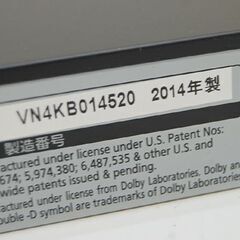 VN4KB014520 2014年製
製造番号
factured under license under U.S. Patent Nos:
674; 5,974,380; 6,487,535 & other U.S. and
wide patents issued & pending.
factured under license from Dolby Laboratories. Dolby and
ouble-D symbol are trademarks of Dolby Laboratories.